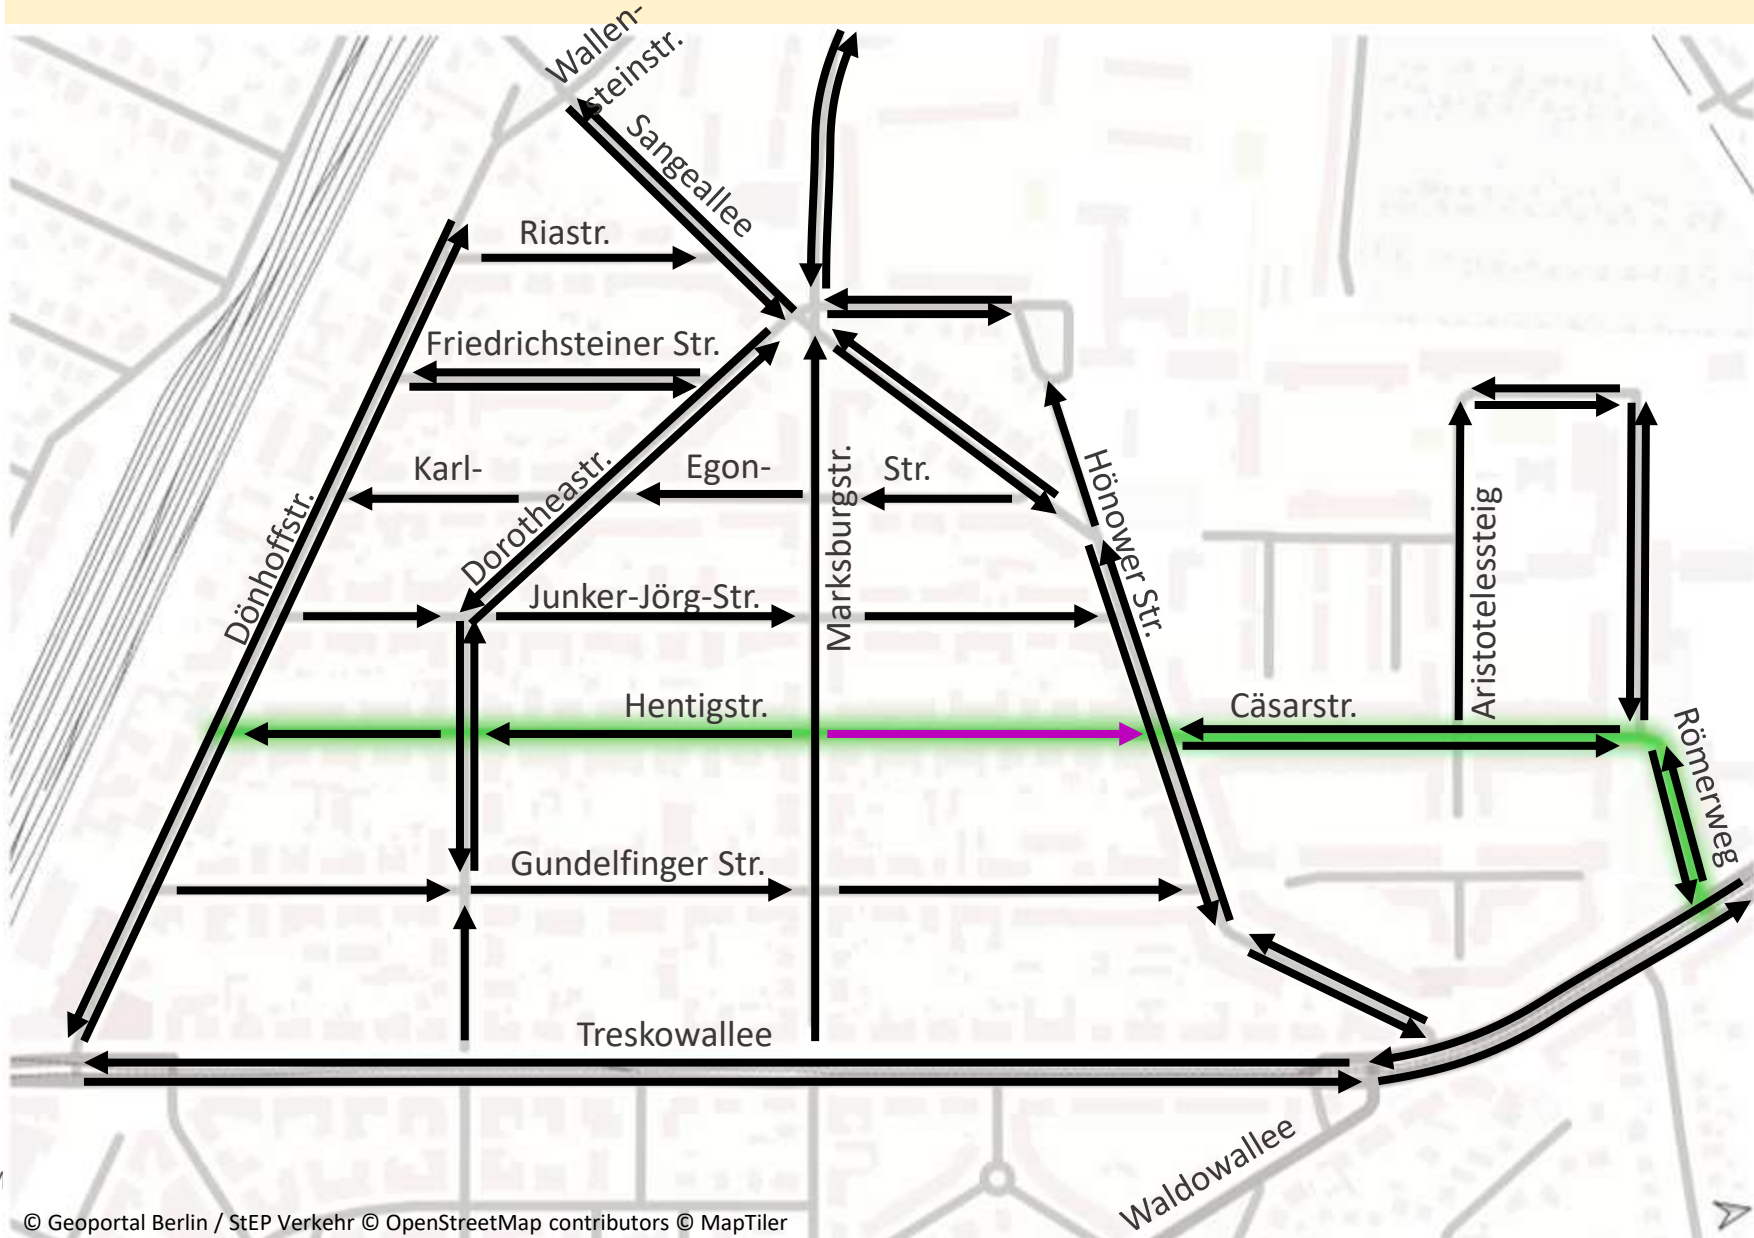 Wallen-
steinstr.
Sangeallee
Riastr.
Friedrichsteiner Str.
Karl-
Egon-
Str.
Dönhoffstr.
Dorotheastr.
Marksburgstr.
Hönower Str.
Junker-Jörg-Str.
Aristotelessteig
Hentigstr.
Cäsarstr.
Römerweg
Gundelfinger Str.
Treskowallee
Waldowallee
© Geoportal Berlin / StEP Verkehr © OpenStreetMap contributors © MapTiler